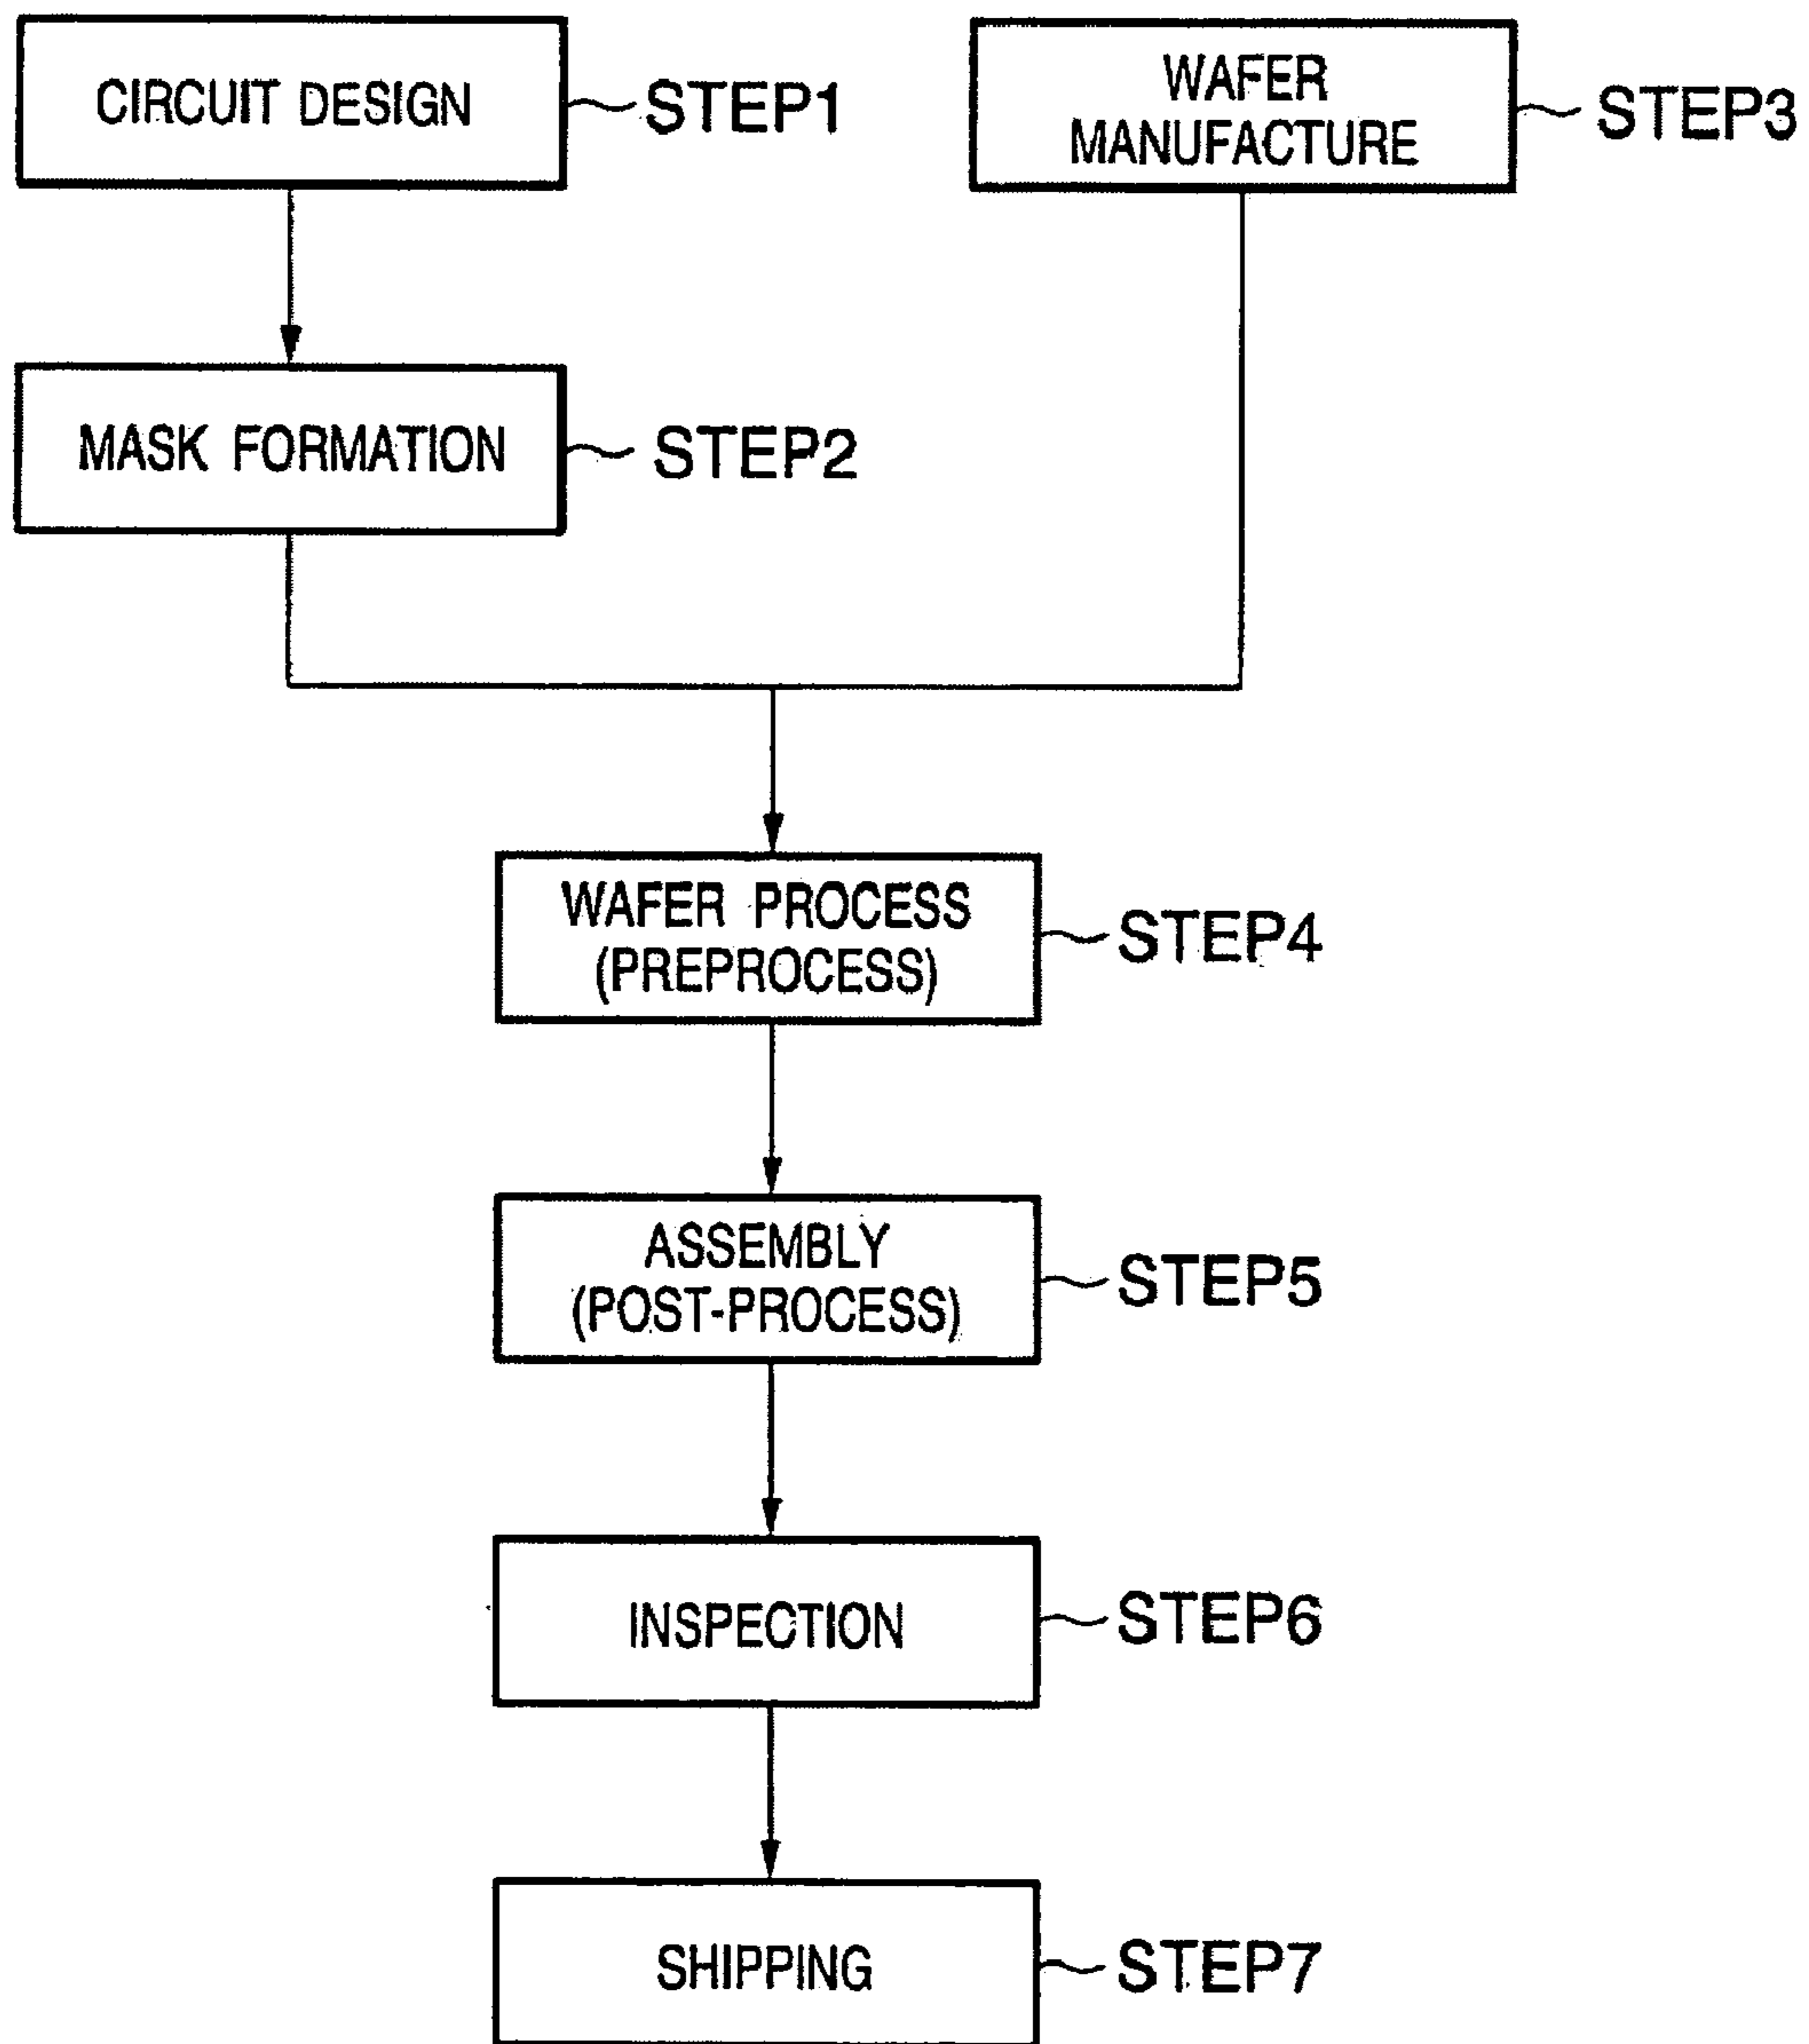 CIRCUIT DESIGN
STEP1
WAFER
MANUFACTURE
STEP3
MASK FORMATION
STEP2
WAFER PROCESS
(PREPROCESS)
STEP4
ASSEMBLY
(POST-PROCESS)
STEP5
INSPECTION
STEP6
SHIPPING
STEP7